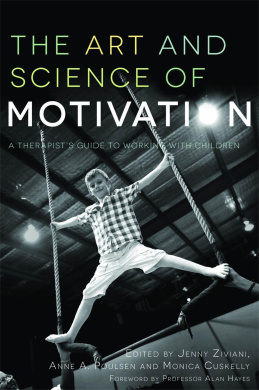 THE ART AND
SCIENCE OF
MOTIVATION
A THERAPIST'S GUIDE TO WORKING WITH CHILDREN
EDITED BY JENNY ZIVIANI,
ANNE A. POULSEN AND MONICA CUSKELLY
FOREWORD BY PROFESSOR ALAN HAYES